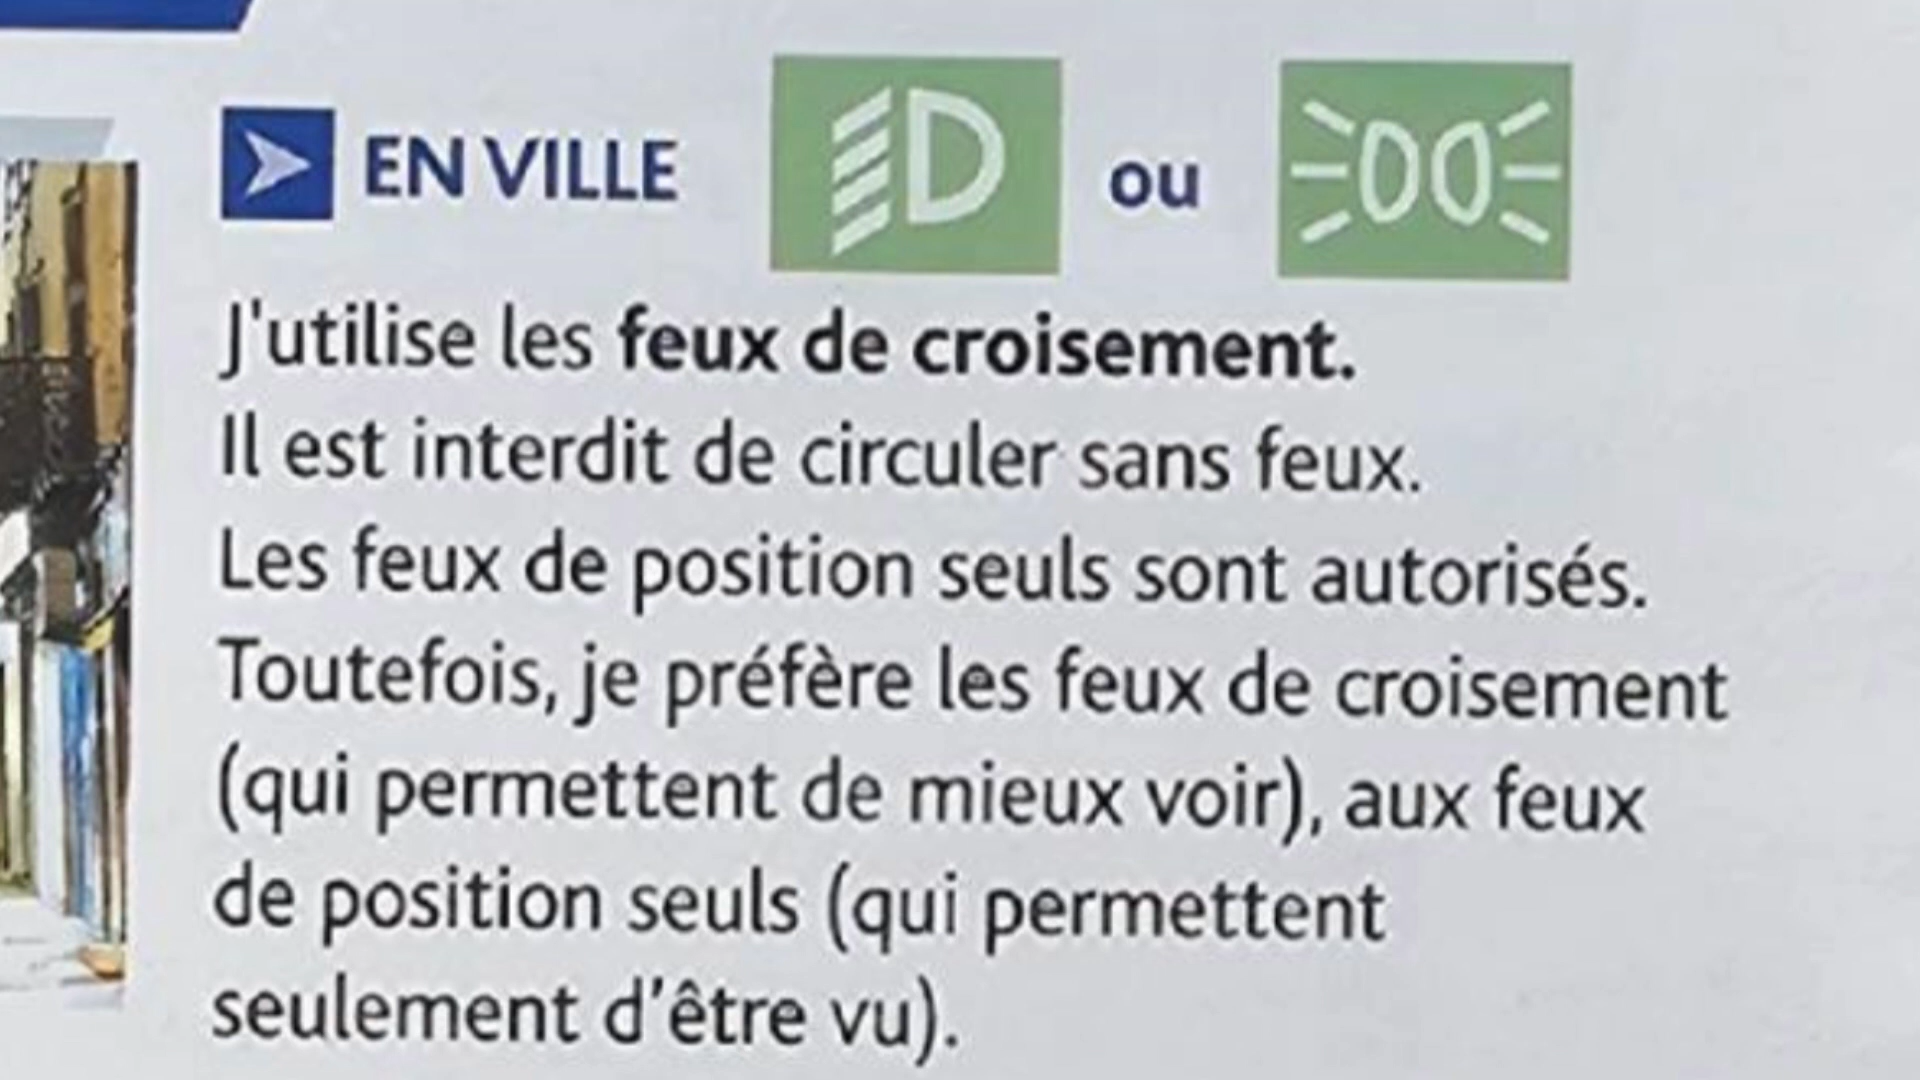 EN VILLE ou
J'utilise les feux de croisement.
Il est interdit de circuler sans feux.
Les feux de position seuls sont autorisés.
Toutefois, je préfère les feux de croisement
(qui permettent de mieux voir), aux feux
de position seuls (qui permettent
seulement d'être vu).